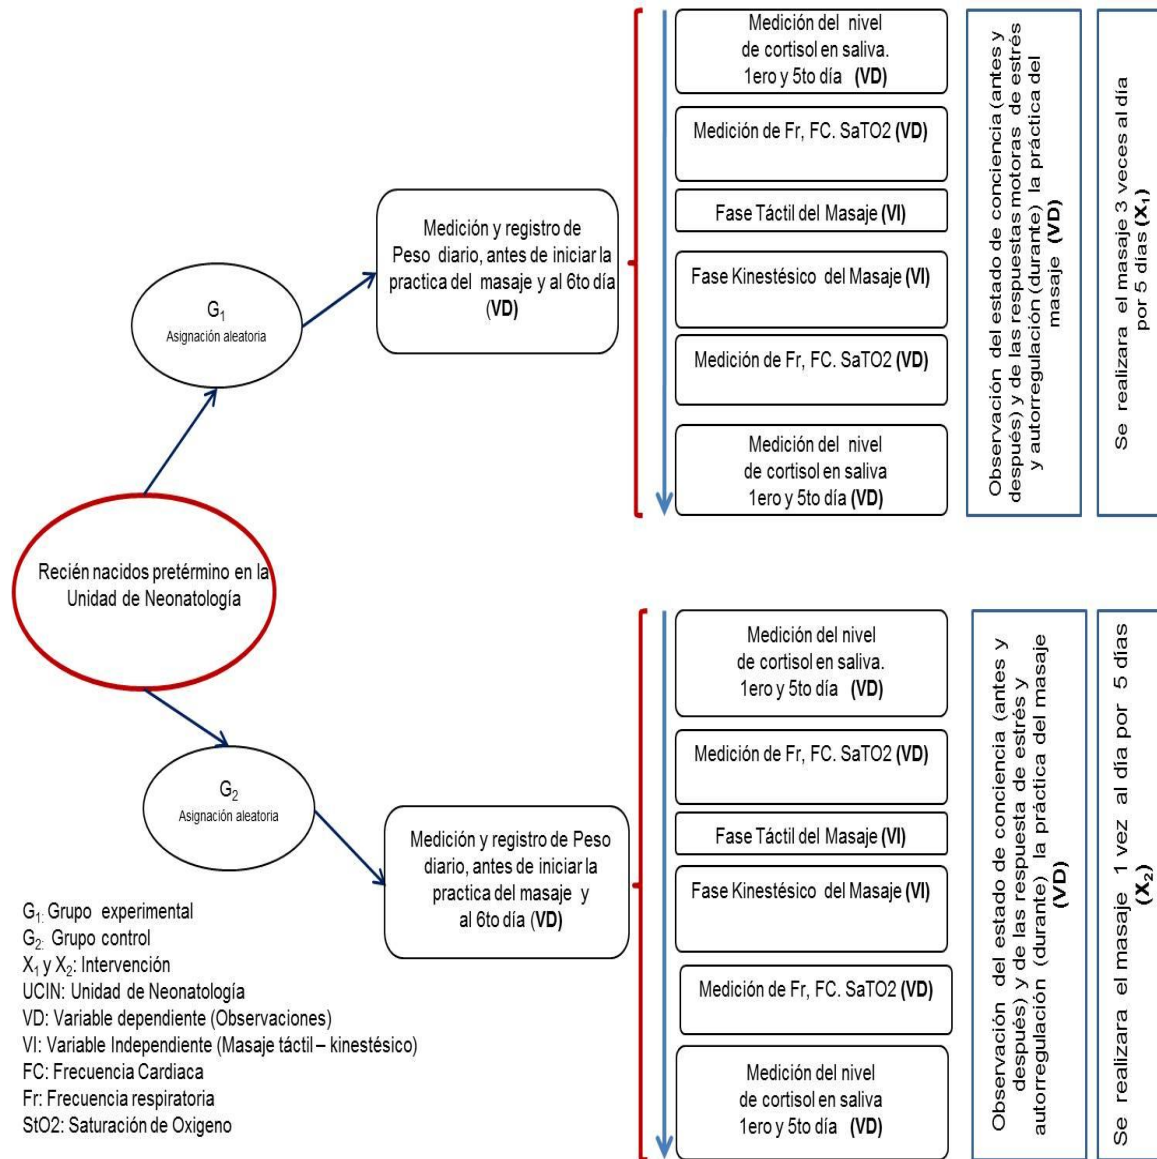 Recién nacidos pretérmino en la
Unidad de Neonatología
G1
Asignación aleatoria
Medición y registro de
Peso diario, antes de iniciar la
practica del masaje y al 6to día
(VD)
Medición del nivel
de cortisol en saliva.
1ero y 5to día (VD)
Medición de Fr, FC. SaTO2 (VD)
Fase Táctil del Masaje (VI)
Fase Kinestésico del Masaje (VI)
Medición de Fr, FC. SaTO2 (VD)
Medición del nivel
de cortisol en saliva
1ero y 5to día (VD)
Observación del estado de conciencia (antes y
después) y de las respuestas motoras de estrés
y autorregulación (durante) la práctica del
masaje (VD)
Se realizara el masaje 3 veces al día
por 5 días (X1)
G2
Asignación aleatoria
Medición y registro de Peso
diario, antes de iniciar la
practica del masaje y
al 6to día (VD)
Medición del nivel
de cortisol en saliva.
1ero y 5to día (VD)
Medición de Fr, FC. SaTO2 (VD)
Fase Táctil del Masaje (VI)
Fase Kinestésico del Masaje (VI)
Medición de Fr, FC. SaTO2 (VD)
Medición del nivel
de cortisol en saliva
1ero y 5to día (VD)
Observación del estado de conciencia (antes y
después) y de las respuesta de estrés y
autorregulación (durante) la práctica del masaje
(VD)
Se realizara el masaje 1 vez al día por 5 días
(X2)
G1: Grupo experimental
G2: Grupo control
X1 y X2: Intervención
UCIN: Unidad de Neonatología
VD: Variable dependiente (Observaciones)
VI: Variable Independiente (Masaje táctil – kinestésico)
FC: Frecuencia Cardiaca
Fr: Frecuencia respiratoria
StO2: Saturación de Oxigeno